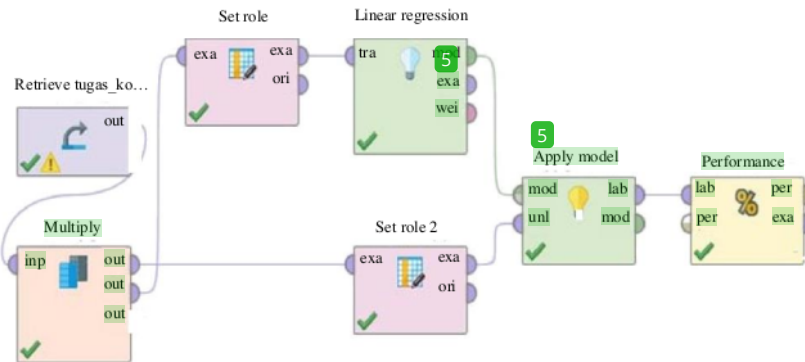 Set role
exa exa
ori
Linear regression
tra mod
5
exa
wei
Retrieve tugas_ko...
out
5
Apply model
mod lab
unl mod
Performance
lab per
per exa
Multiply
inp out
out
out
Set role 2
exa exa
ori
%